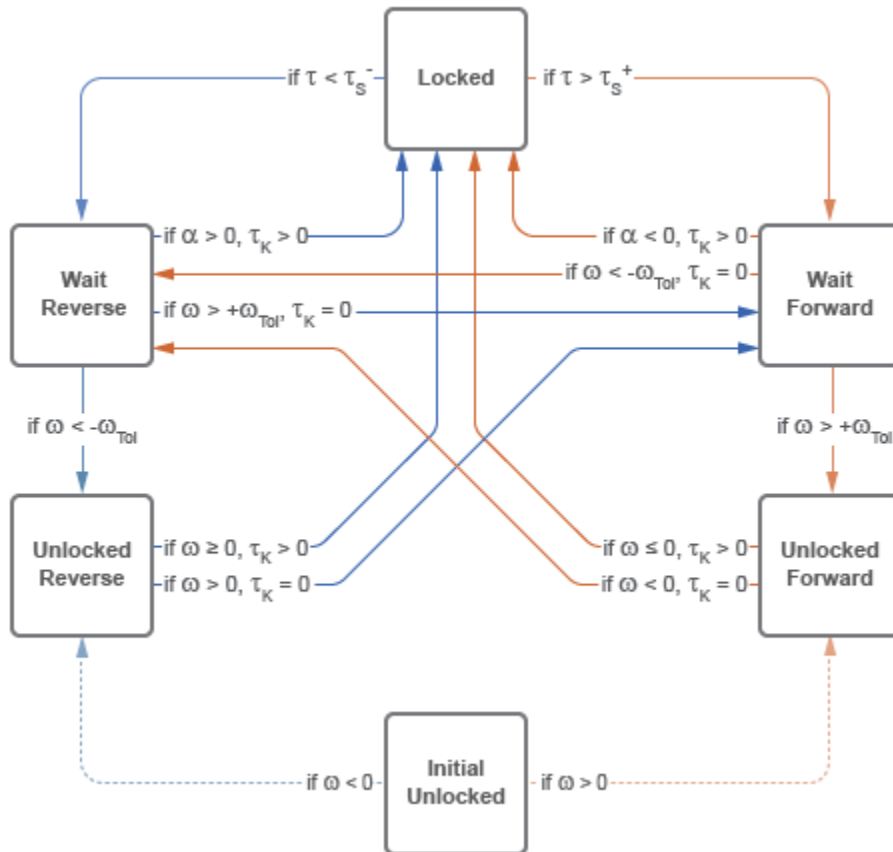 if τ < τS-
Locked
if τ > τS+
if α > 0, τK > 0
if α < 0, τK > 0
Wait
Reverse
if ω < -ωTol, τK = 0
Wait
Forward
if ω > +ωTol, τK = 0
if ω < -ωTol
if ω > +ωTol
Unlocked
Reverse
if ω ≥ 0, τK > 0
if ω > 0, τK = 0
if ω ≤ 0, τK > 0
if ω < 0, τK = 0
Unlocked
Forward
if ω < 0
Initial
Unlocked
if ω > 0